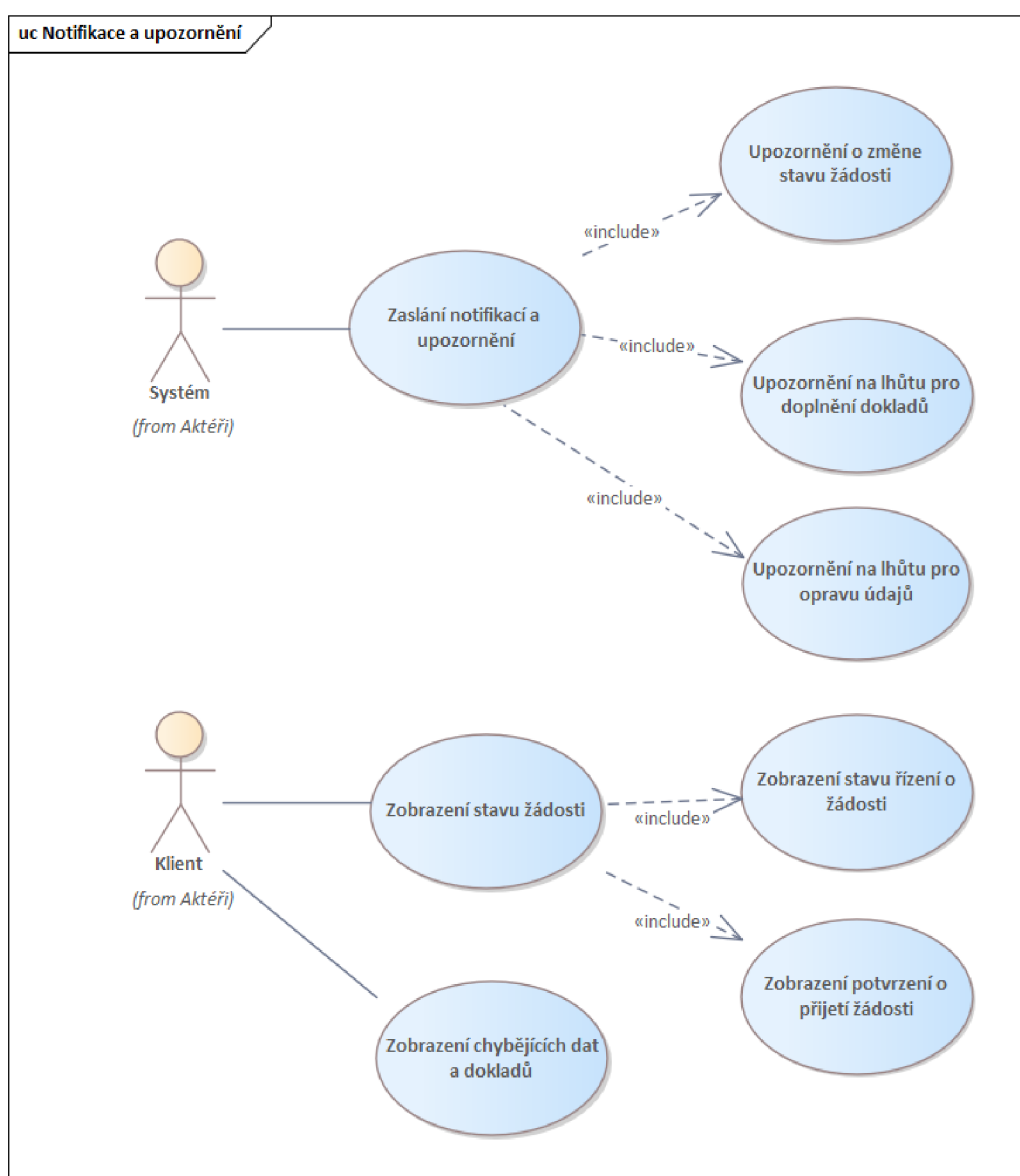 uc Notifikace a upozornění
Upozornění o změne
stavu žádosti
«include»
Zaslání notifikací a
upozornění
«include»
Systém
(from Aktéři)
Upozornění na lhůtu pro
doplnění dokladů
«include»
Upozornění na lhůtu pro
opravu údajů
Zobrazení stavu žádosti
«include»
Zobrazení stavu řízení o
žádosti
Klient
(from Aktéři)
«include»
Zobrazení potvrzení o
přijetí žádosti
Zobrazení chybějících dat
a dokladů